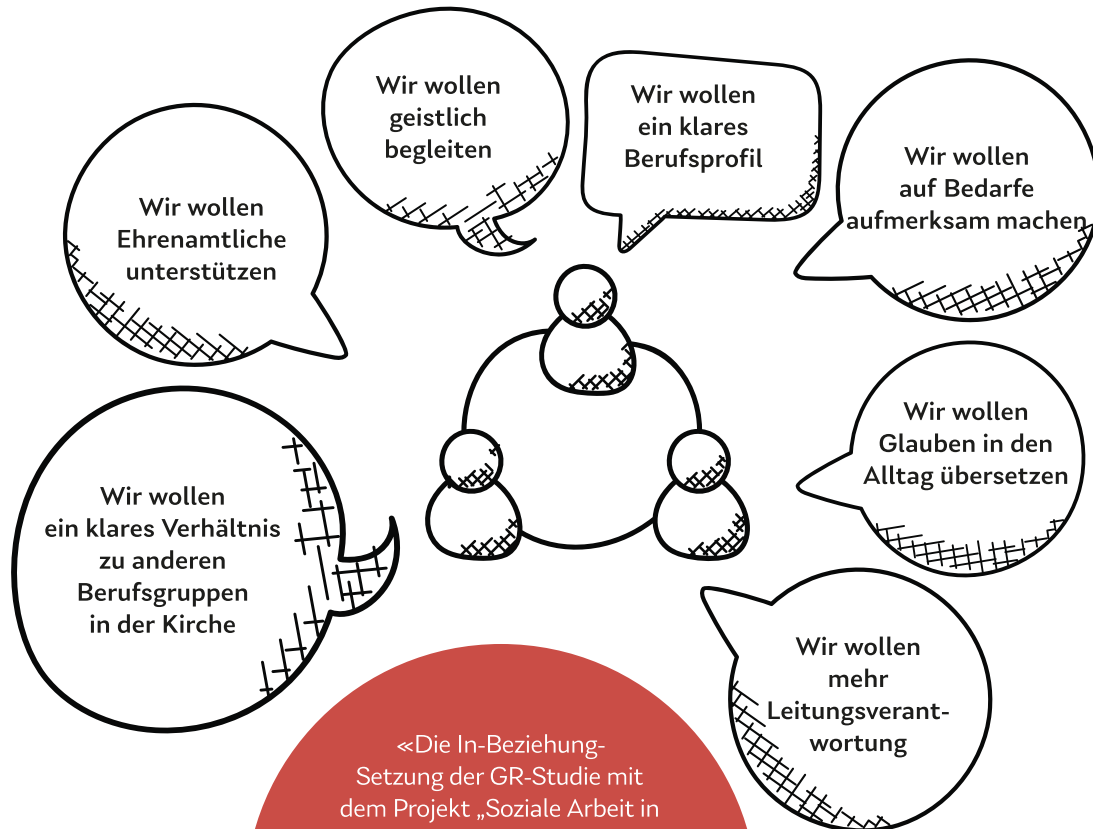 Wir wollen
geistlich
begleiten
Wir wollen
ein klares
Berufsprofil
Wir wollen
auf Bedarfe
aufmerksam machen
Wir wollen
Ehrenamtliche
unterstützen
Wir wollen
Glauben in den
Alltag übersetzen
Wir wollen
ein klares Verhältnis
zu anderen
Berufsgruppen
in der Kirche
Wir wollen
mehr
Leitungsverant-
wortung
«Die In-Beziehung-
Setzung der GR-Studie mit
dem Projekt „Soziale Arbeit in